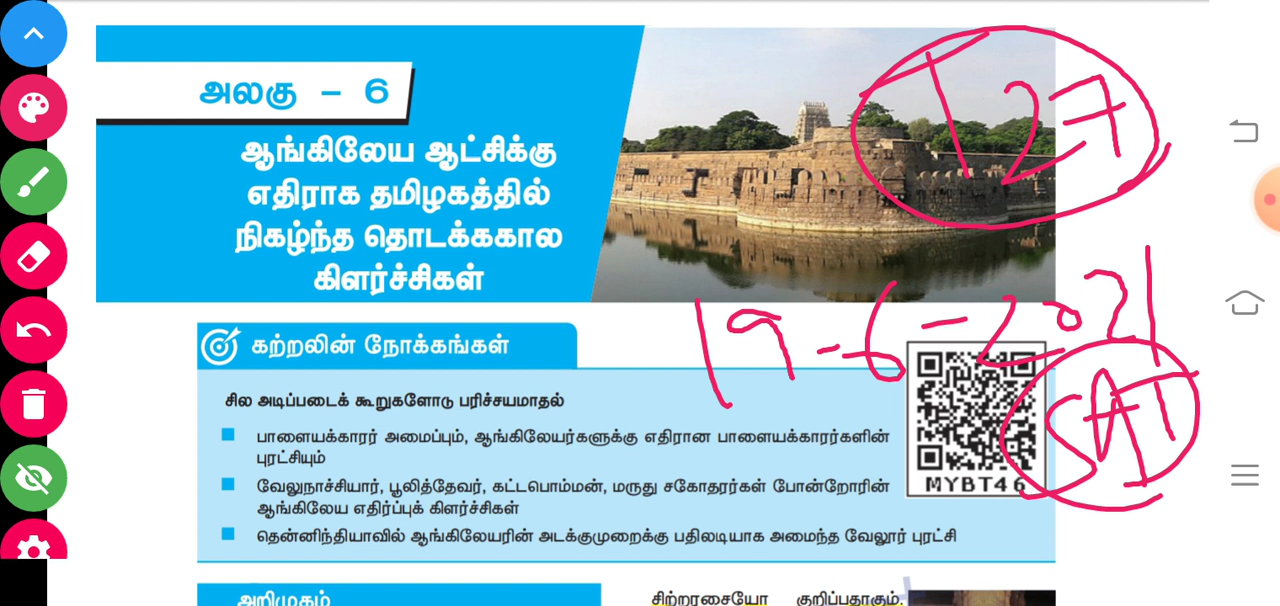 அலகு - 6
ஆங்கிலேய ஆட்சிக்கு
எதிராக தமிழகத்தில்
நிகழ்ந்த தொடக்ககால
கிளர்ச்சிகள்
T 27
19-6-2021
SAT
கற்றலின் நோக்கங்கள்
MYBT46
சில அடிப்படைக் கூறுகளோடு பரிச்சயமாதல்
பாளையக்காரர் அமைப்பும், ஆங்கிலேயர்களுக்கு எதிரான பாளையக்காரர்களின்
புரட்சியும்
வேலுநாச்சியார், பூலித்தேவர், கட்டபொம்மன், மருது சகோதரர்கள் போன்றோரின்
ஆங்கிலேய எதிர்ப்புக் கிளர்ச்சிகள்
தென்னிந்தியாவில் ஆங்கிலேயரின் அடக்குமுறைக்கு பதிலடியாக அமைந்த வேலூர் புரட்சி
அறிமுகம்
சிற்றரசையோ குறிப்பதாகும்.